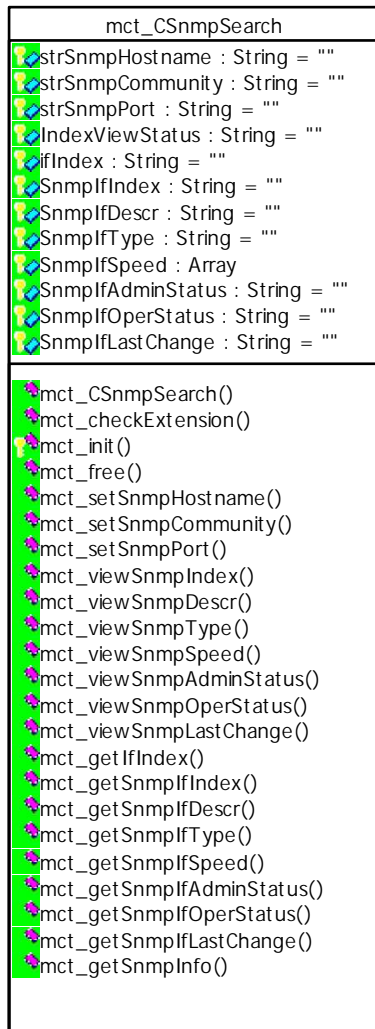 mct_CSnmpSearch
strSnmpHostname : String = ""
strSnmpCommunity : String = ""
strSnmpPort : String = ""
IndexViewStatus : String = ""
ifIndex : String = ""
SnmpIfIndex : String = ""
SnmpIfDescr : String = ""
SnmpIfType : String = ""
SnmpIfSpeed : Array
SnmpIfAdminStatus : String = ""
SnmpIfOperStatus : String = ""
SnmpIfLastChange : String = ""
mct_CSnmpSearch()
mct_checkExtension()
mct_init()
mct_free()
mct_setSnmpHostname()
mct_setSnmpCommunity()
mct_setSnmpPort()
mct_viewSnmpIndex()
mct_viewSnmpDescr()
mct_viewSnmpType()
mct_viewSnmpSpeed()
mct_viewSnmpAdminStatus()
mct_viewSnmpOperStatus()
mct_viewSnmpLastChange()
mct_getIfIndex()
mct_getSnmpIfIndex()
mct_getSnmpIfDescr()
mct_getSnmpIfType()
mct_getSnmpIfSpeed()
mct_getSnmpIfAdminStatus()
mct_getSnmpIfOperStatus()
mct_getSnmpIfLastChange()
mct_getSnmpInfo()